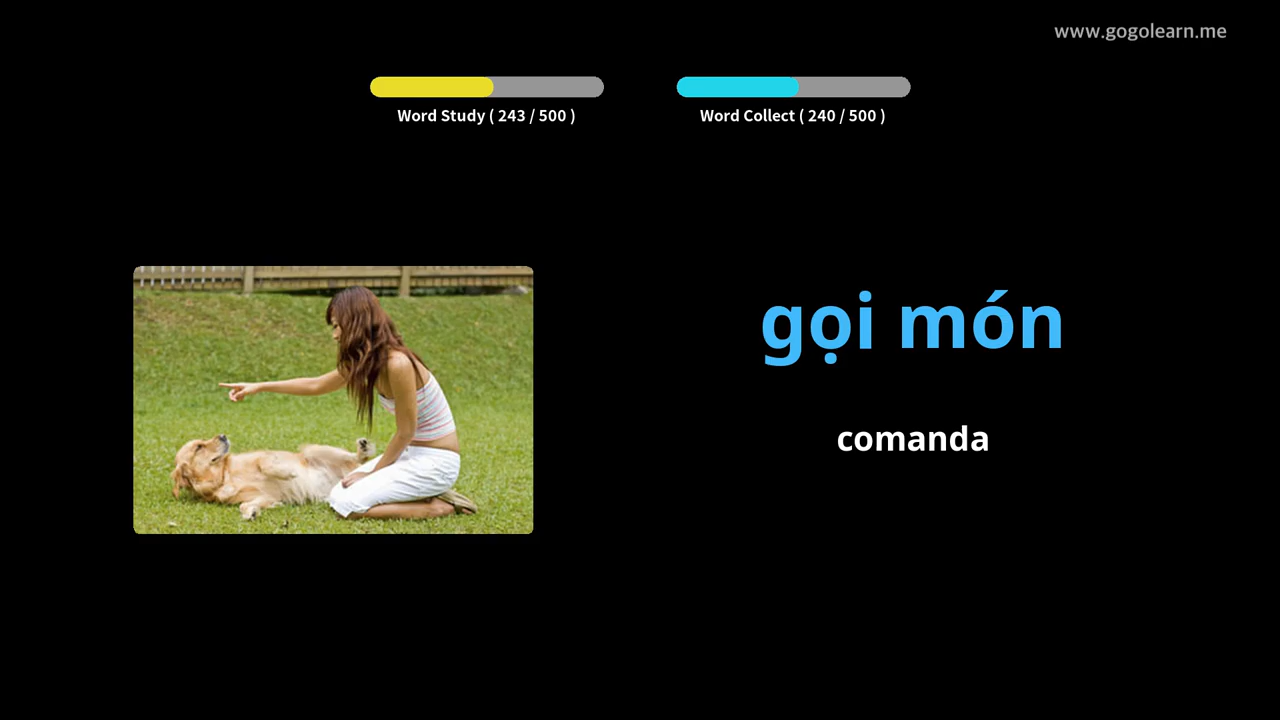 www.gogolearn.me
Word Study ( 243 / 500 )
Word Collect ( 240 / 500 )
gọi món
comanda